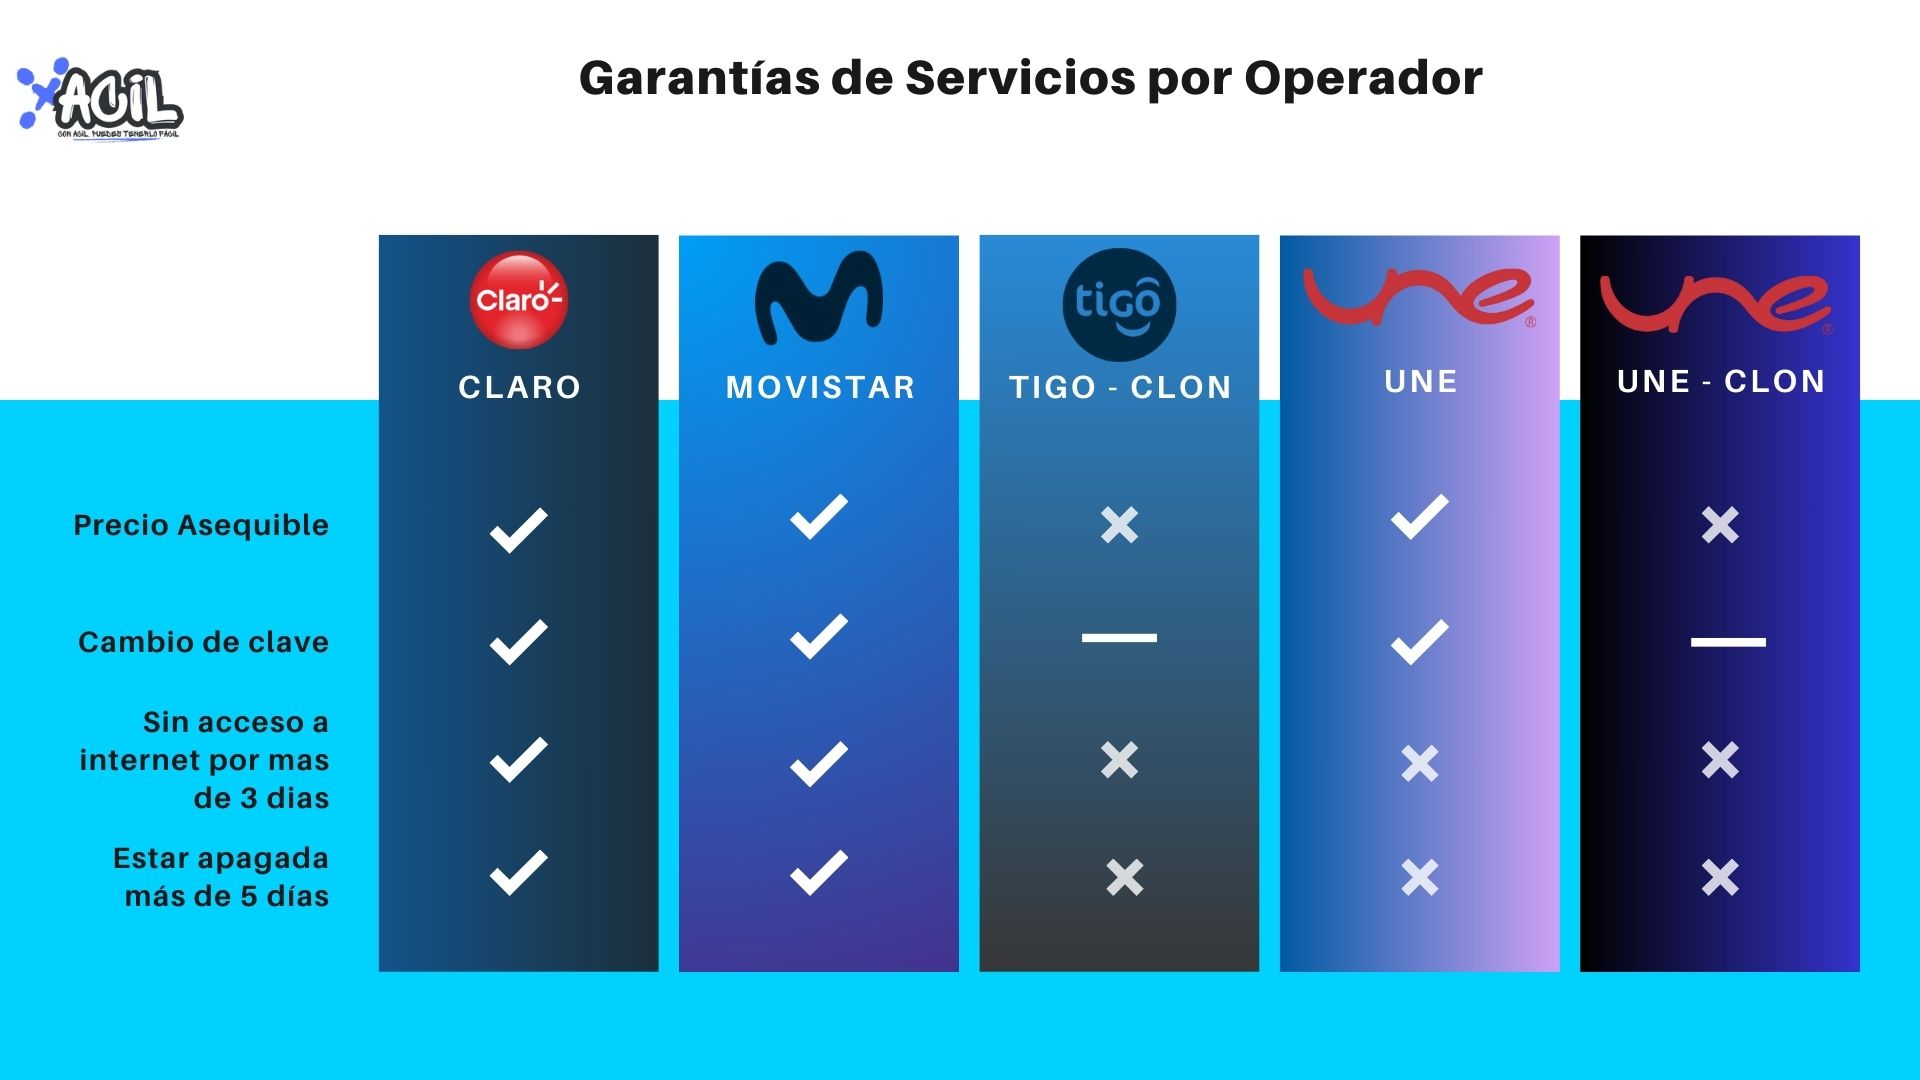 AGIL
CON AGIL, PUEDES TENERLO FÁCIL
Garantías de Servicios por Operador
Claro
tigo
une
®
une
®
CLARO
MOVISTAR
TIGO - CLON
UNE
UNE - CLON
Precio Asequible
Cambio de clave
Sin acceso a
internet por mas
de 3 dias
Estar apagada
más de 5 días